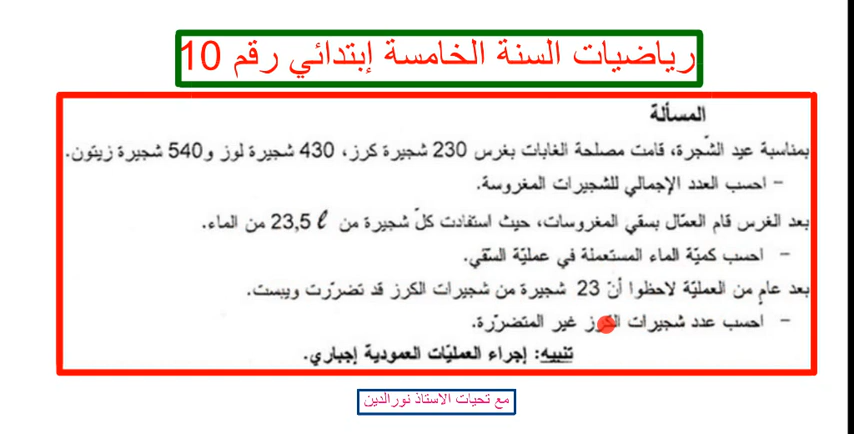 رياضيات السنة الخامسة إبتدائي رقم 10
المسألة
بمناسبة عيد الشّجرة، قامت مصلحة الغابات بغرس 230 شجيرة كرز، 430 شجيرة لوز و540 شجيرة زيتون.
- احسب العدد الإجمالي للشجيرات المغروسة.
بعد الغرس قام العمّال بسقي المغروسات، حيث استفادت كلّ شجيرة من 23,5 ℓ من الماء.
- احسب كميّة الماء المستعملة في عمليّة السّقي.
بعد عامٍ من العمليّة لاحظوا أنّ 23 شجيرة من شجيرات الكرز قد تضرّرت ويبست.
- احسب عدد شجيرات الكرز غير المتضرّرة.
تنبيه: إجراء العمليّات العمودية إجباري.
مع تحيات الاستاذ نورالدين